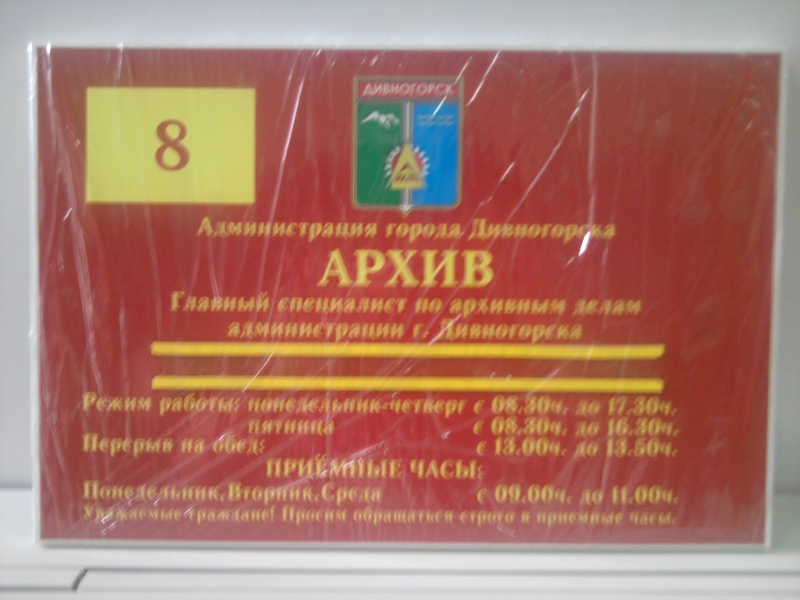 8
ДИВНОГОРСК
Администрация города Дивногорска
АРХИВ
Главный специалист по архивным делам
администрации г. Дивногорска
Режим работы: понедельник-четверг с 08.30ч. до 17.30ч.
пятница с 08.30ч. до 16.30ч.
Перерыв на обед: с 13.00ч. до 13.50ч.
ПРИЁМНЫЕ ЧАСЫ:
Понедельник,Вторник,Среда с 09.00ч. до 11.00ч.
Уважаемые граждане! Просим обращаться строго в приемные часы.